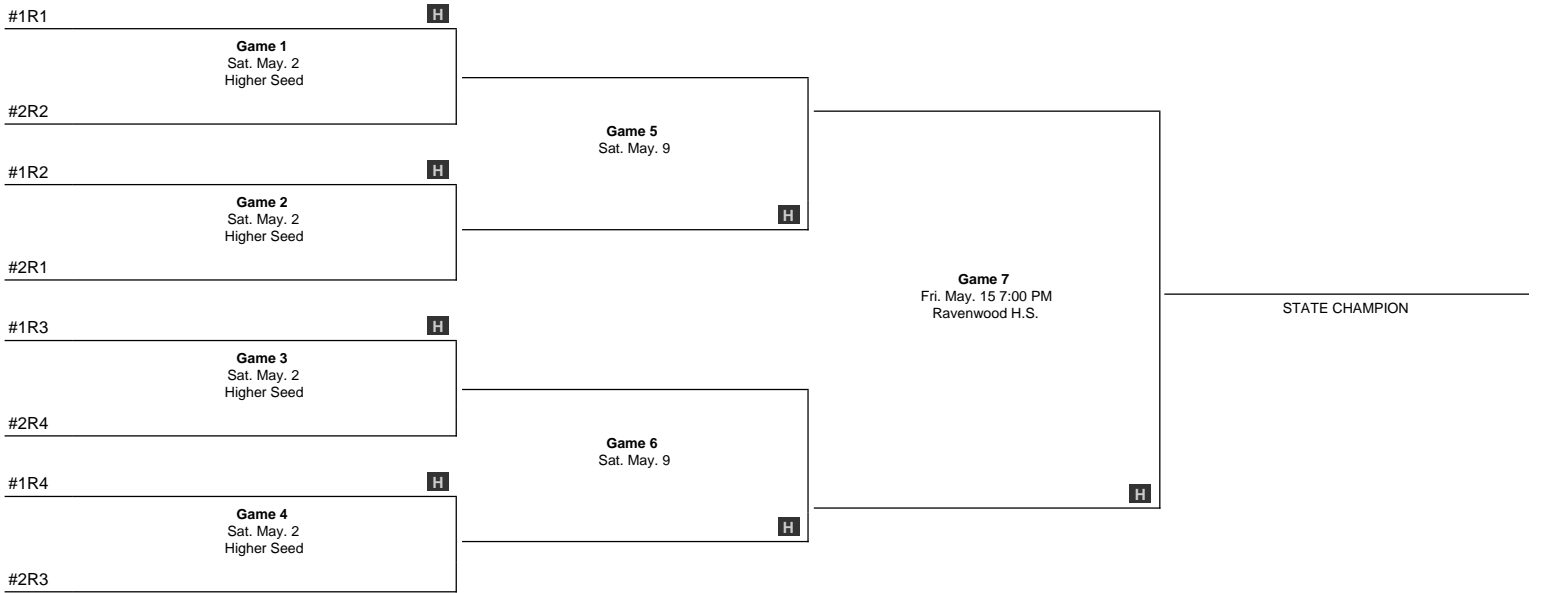 #1R1
H
Game 1
Sat. May. 2
Higher Seed
#2R2
#1R2
H
Game 2
Sat. May. 2
Higher Seed
#2R1
#1R3
H
Game 3
Sat. May. 2
Higher Seed
#2R4
#1R4
H
Game 4
Sat. May. 2
Higher Seed
#2R3
Game 5
Sat. May. 9
H
Game 6
Sat. May. 9
H
Game 7
Fri. May. 15 7:00 PM
Ravenwood H.S.
H
STATE CHAMPION